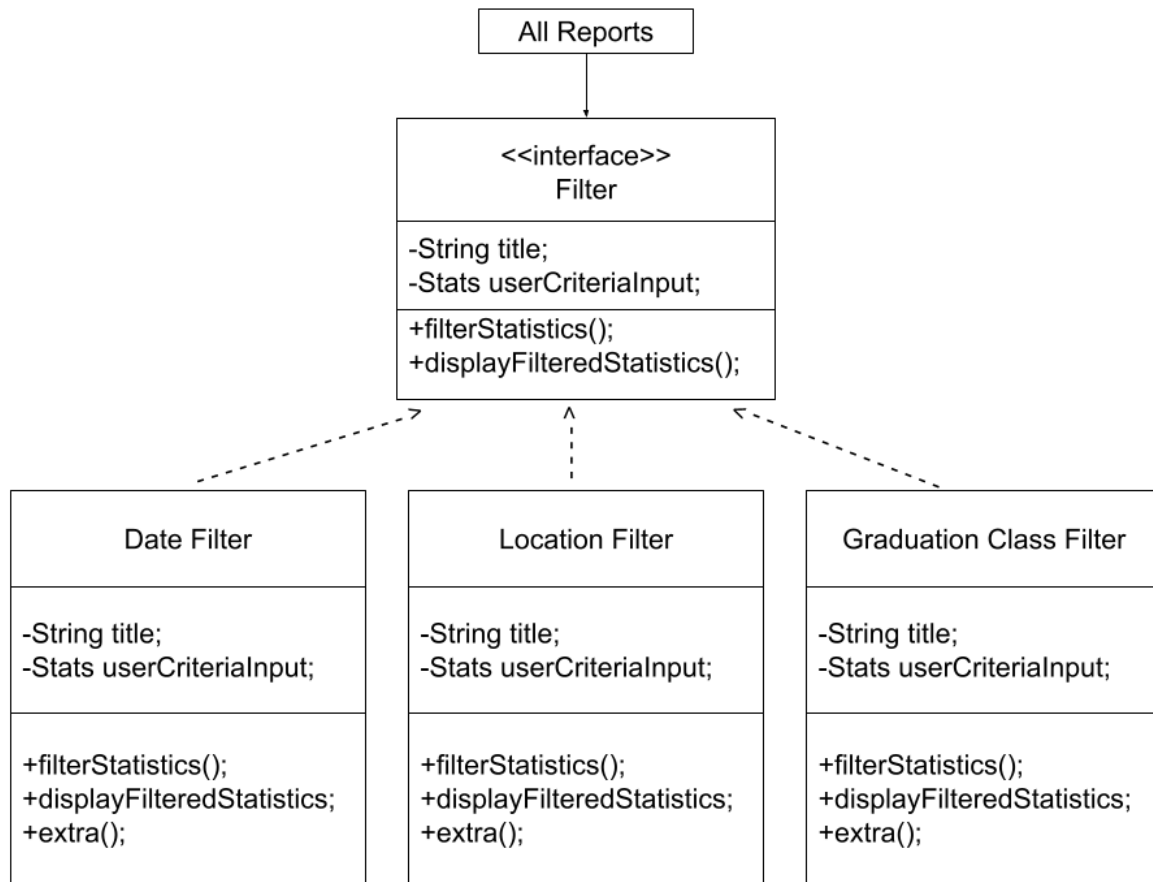 All Reports
<<interface>>
Filter
-String title;
-Stats userCriteriaInput;
+filterStatistics();
+displayFilteredStatistics();
Date Filter
-String title;
-Stats userCriteriaInput;
+filterStatistics();
+displayFilteredStatistics;
+extra();
Location Filter
-String title;
-Stats userCriteriaInput;
+filterStatistics();
+displayFilteredStatistics;
+extra();
Graduation Class Filter
-String title;
-Stats userCriteriaInput;
+filterStatistics();
+displayFilteredStatistics;
+extra();